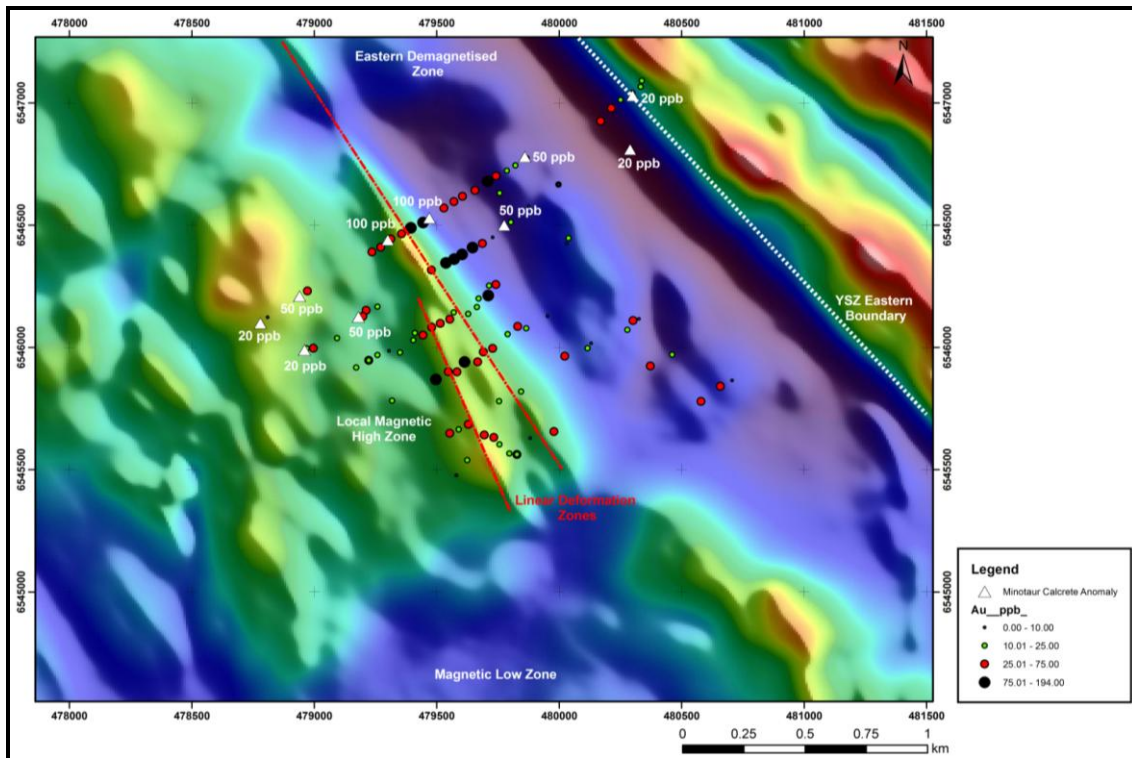 478000 478500 479000 479500 480000 480500 481000 481500
Eastern Demagnetised
Zone
N
6547000
6547000
20 ppb
20 ppb
50 ppb
100 ppb
50 ppb
100 ppb
6546500
6546500
50 ppb
20 ppb
50 ppb
20 ppb
YSZ Eastern
Boundary
6546000
6546000
Local Magnetic
High Zone
6545500
6545500
Linear Deformation
Zones
6545000
6545000
Magnetic Low Zone
478000 478500 479000 479500 480000 480500 481000 481500
Legend
Minotaur Calcrete Anomaly
Au__ppb_
0.00 - 10.00
10.01 - 25.00
25.01 - 75.00
75.01 - 194.00
0 0.25 0.5 0.75 1
km